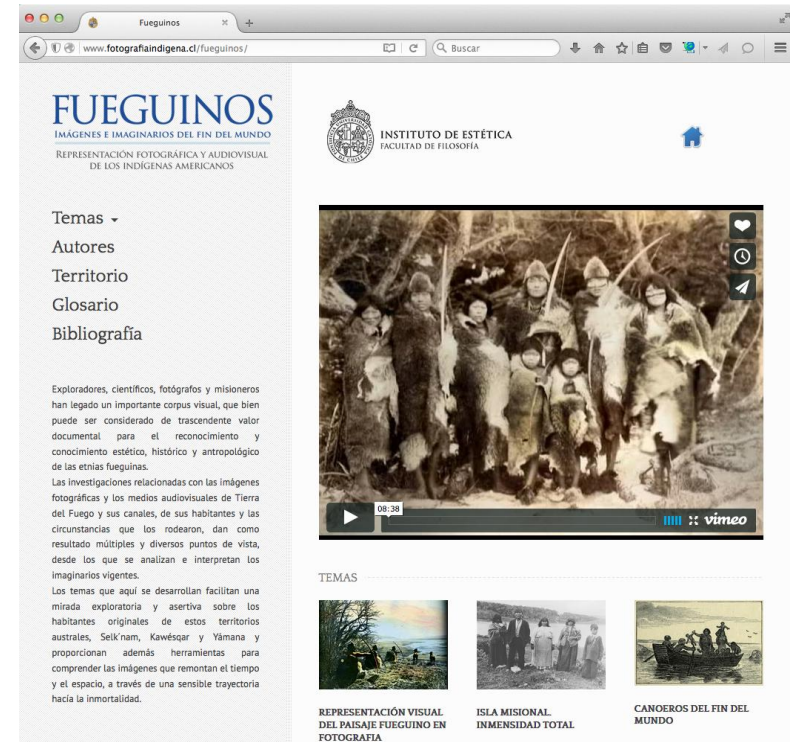 Fueguinos
www.fotografiaindigena.cl/fueguinos/
Buscar
FUEGUINOS
IMÁGENES E IMAGINARIOS DEL FIN DEL MUNDO
REPRESENTACIÓN FOTOGRÁFICA Y AUDIOVISUAL
DE LOS INDÍGENAS AMERICANOS
INSTITUTO DE ESTÉTICA
FACULTAD DE FILOSOFÍA
Temas
Autores
Territorio
Glosario
Bibliografía
Exploradores, científicos, fotógrafos y misioneros
han legado un importante corpus visual, que bien
puede ser considerado de trascendente valor
documental para el reconocimiento y
conocimiento estético, histórico y antropológico
de las etnias fueguinas.
Las investigaciones relacionadas con las imágenes
fotográficas y los medios audiovisuales de Tierra
del Fuego y sus canales, de sus habitantes y las
circunstancias que los rodearon, dan como
resultado múltiples y diversos puntos de vista,
desde los que se analizan e interpretan los
imaginarios vigentes.
Los temas que aquí se desarrollan facilitan una
mirada exploratoria y asertiva sobre los
habitantes originales de estos territorios
australes, Selk´nam, Kawésqar y Yámana y
proporcionan además herramientas para
comprender las imágenes que remontan el tiempo
y el espacio, a través de una sensible trayectoria
hacía la inmortalidad.
08:38
vimeo
TEMAS
REPRESENTACIÓN VISUAL
DEL PAISAJE FUEGUINO EN
FOTOGRAFIA
ISLA MISIONAL.
INMENSIDAD TOTAL
CANOEROS DEL FIN DEL
MUNDO